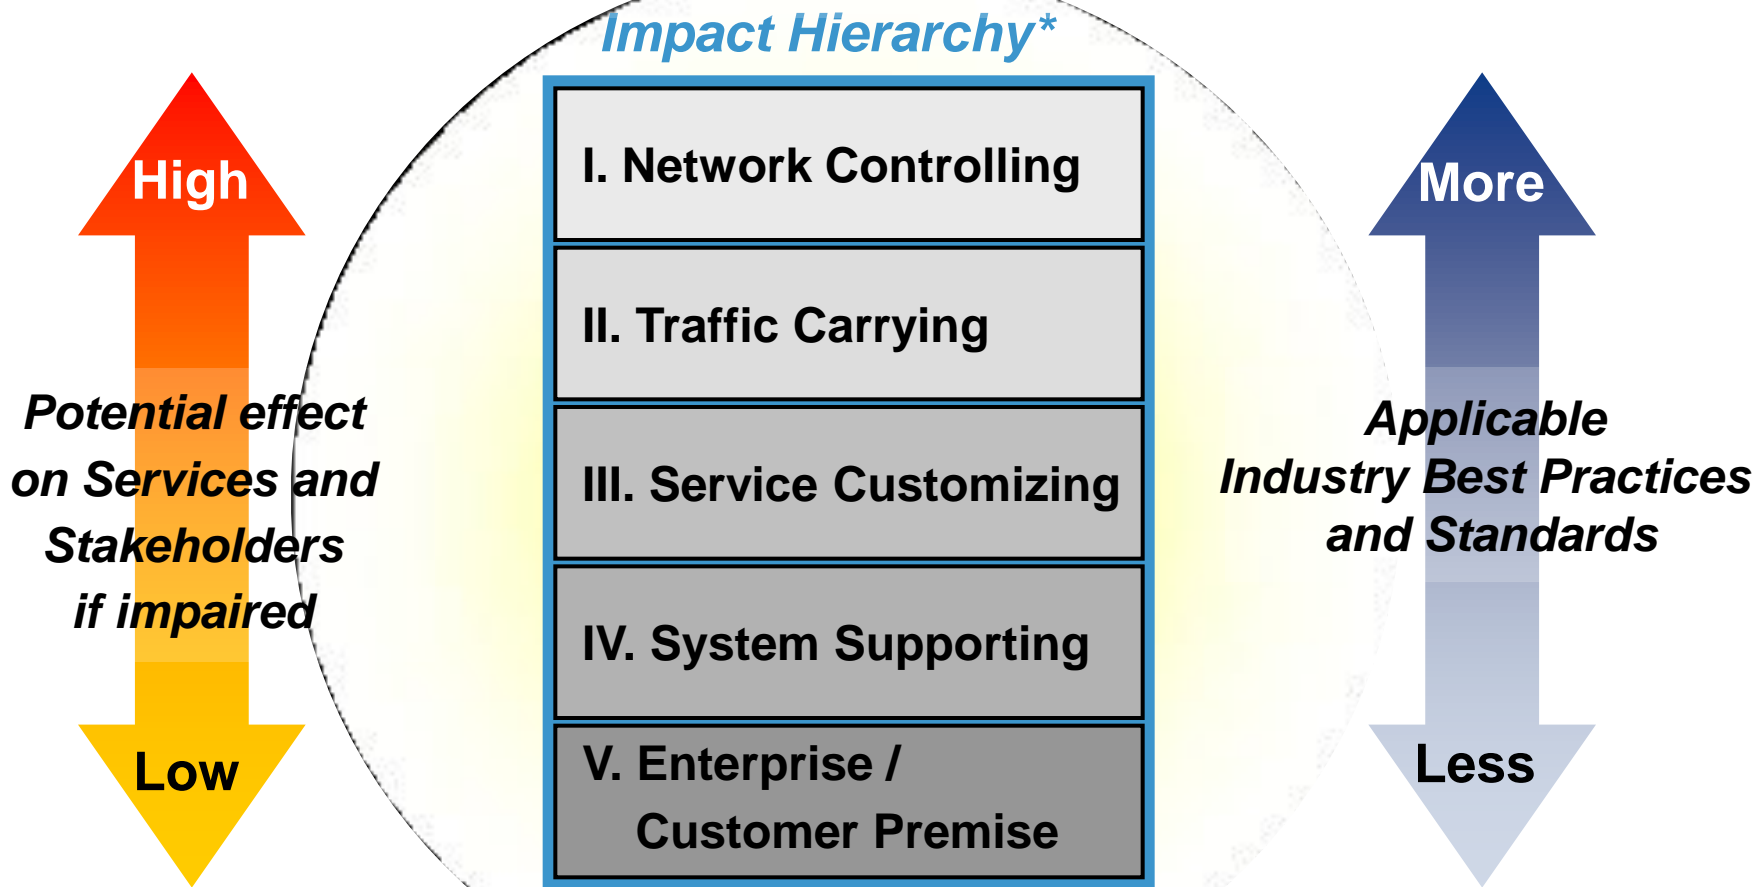 Impact Hierarchy*
High
Potential effect
on Services and
Stakeholders
if impaired
Low
I. Network Controlling
II. Traffic Carrying
III. Service Customizing
IV. System Supporting
V. Enterprise /
Customer Premise
More
Applicable
Industry Best Practices
and Standards
Less